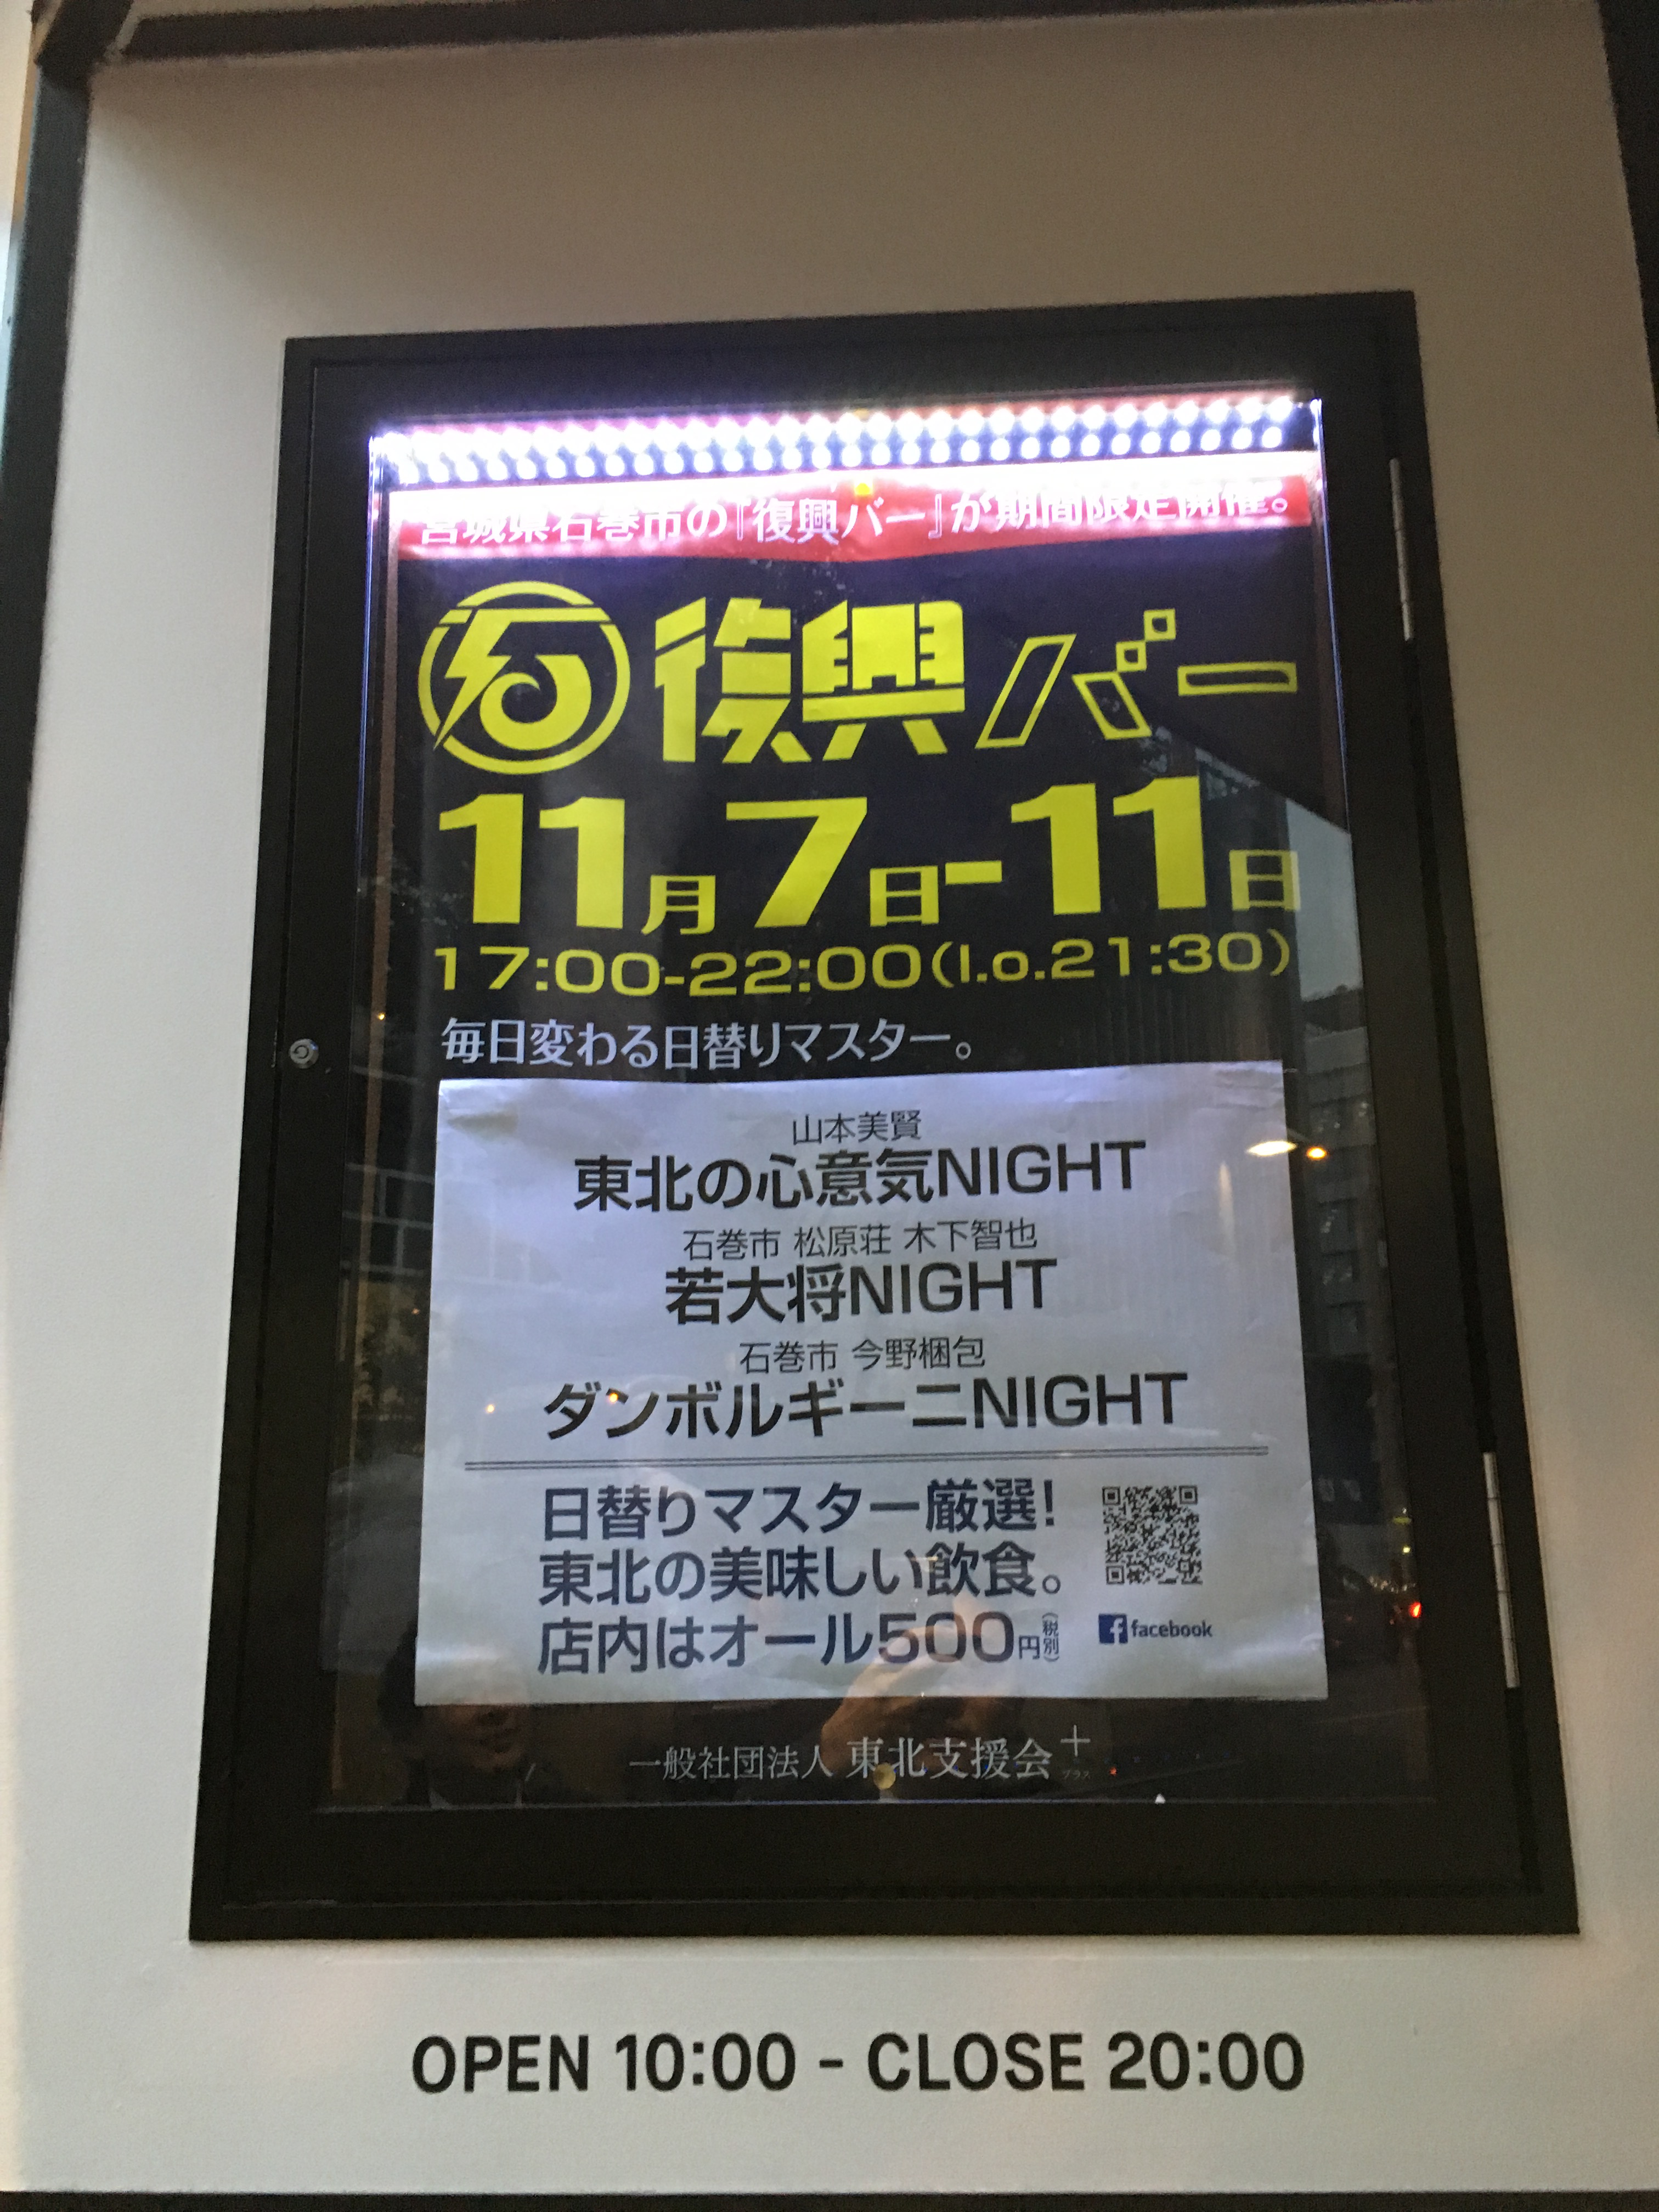 宮城県石巻市の『復興バー』が期間限定開催。
石 復興バー
11月7日-11日
17:00-22:00(l.o.21:30)
毎日変わる日替りマスター。
山本美賢
東北の心意気NIGHT
石巻市 松原荘 木下智也
若大将NIGHT
石巻市 今野梱包
ダンボルギーニNIGHT
日替りマスター厳選!
東北の美味しい飲食。
店内はオール500円(税別)
facebook
一般社団法人 東北支援会+
プラス
OPEN 10:00 - CLOSE 20:00